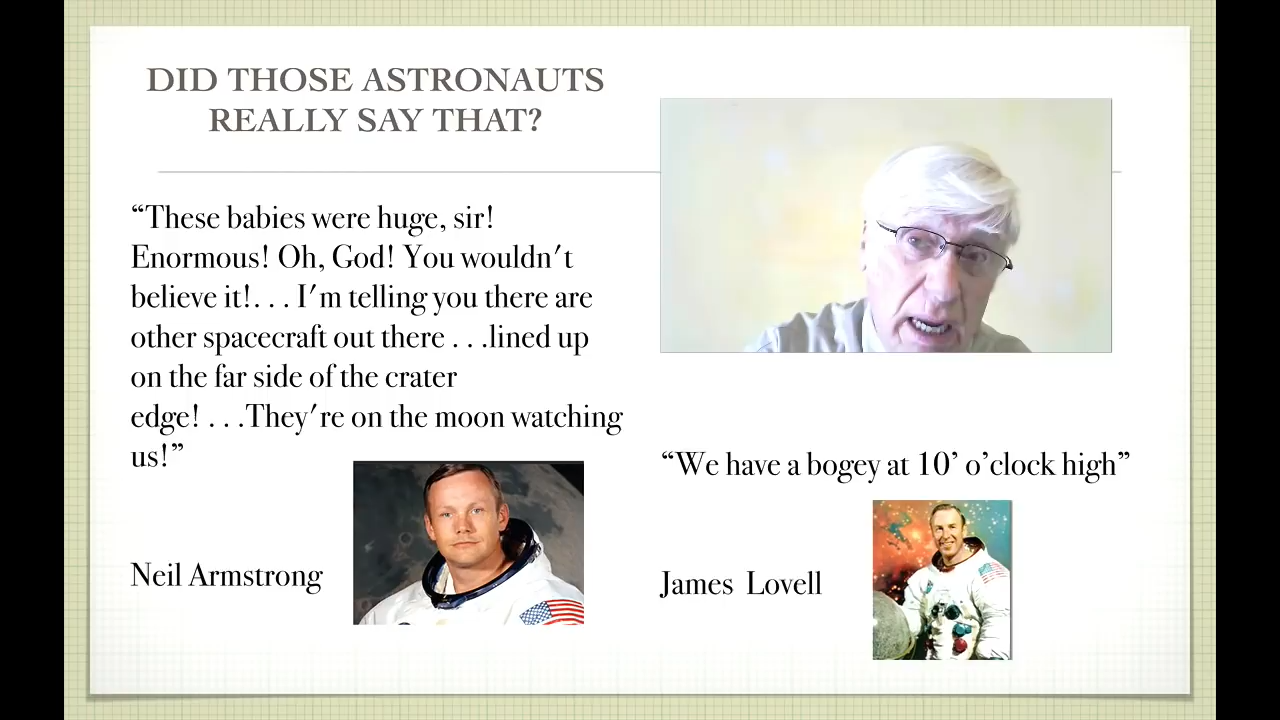 DID THOSE ASTRONAUTS
REALLY SAY THAT?
“These babies were huge, sir!
Enormous! Oh, God! You wouldn't
believe it!. . . I'm telling you there are
other spacecraft out there . . .lined up
on the far side of the crater
edge! . . .They're on the moon watching
us!”
Neil Armstrong
“We have a bogey at 10’ o’clock high”
James Lovell